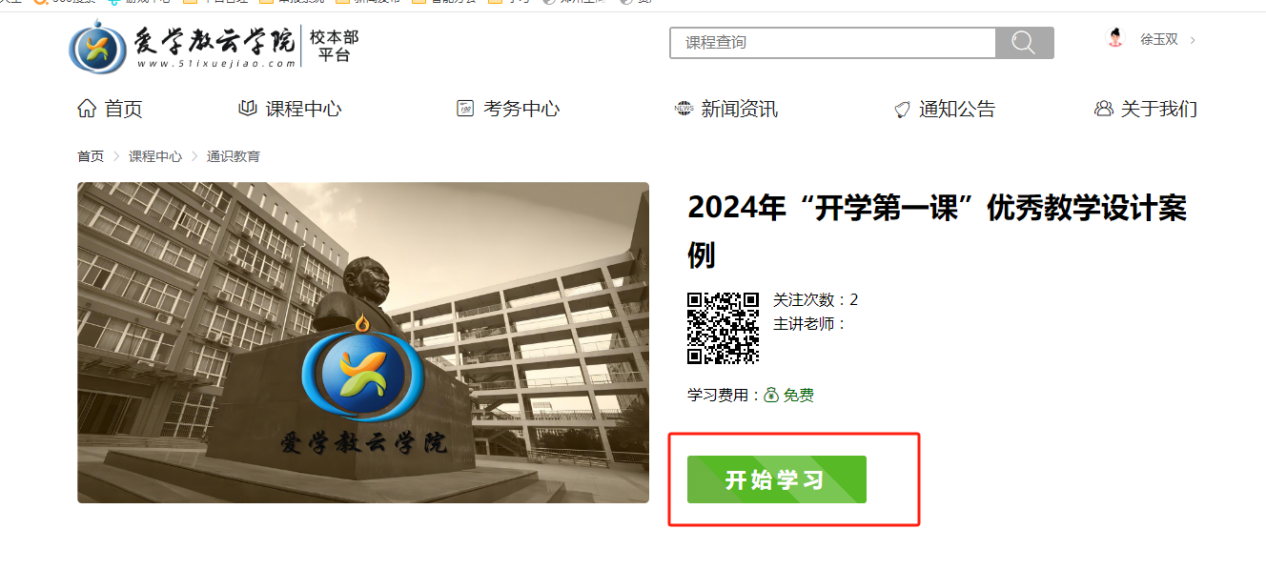 爱学教云学院
www.51ixuejiao.com
校本部
平台
课程查询
徐玉双
首页
课程中心
考务中心
新闻资讯
通知公告
关于我们
首页 > 课程中心 > 通识教育
爱学教云学院
2024年“开学第一课”优秀教学设计案
例
关注次数：2
主讲老师：
学习费用：免费
开始学习